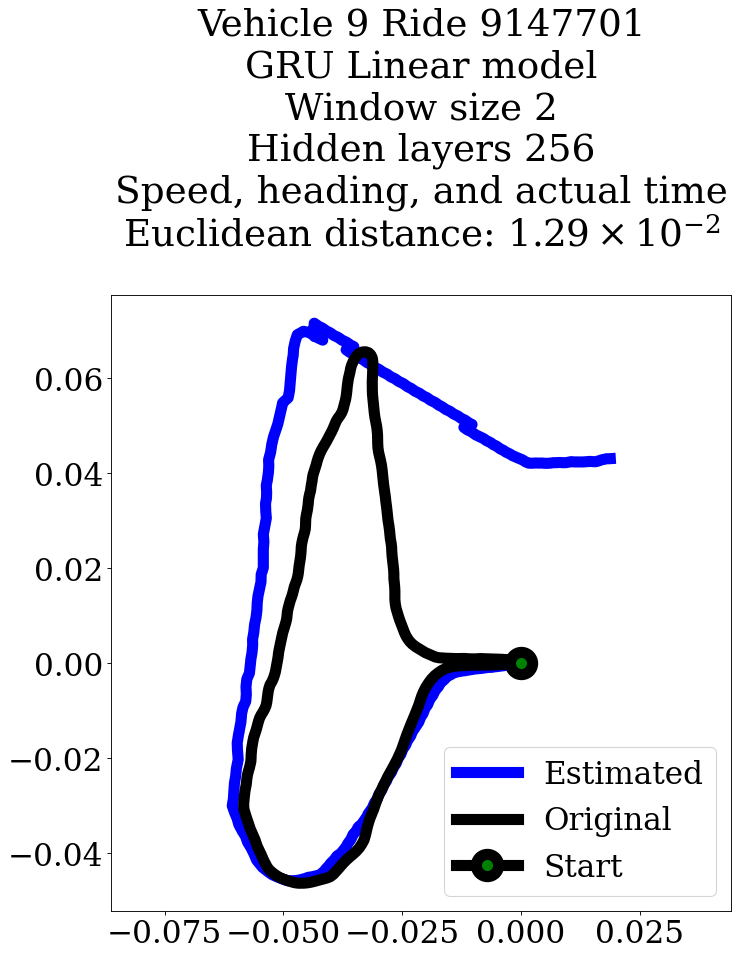 Vehicle 9 Ride 9147701
GRU Linear model
Window size 2
Hidden layers 256
Speed, heading, and actual time
Euclidean distance: 1.29 × 10⁻²
0.06
0.04
0.02
0.00
−0.02
−0.04
Estimated
Original
Start
−0.075 −0.050 −0.025 0.000 0.025